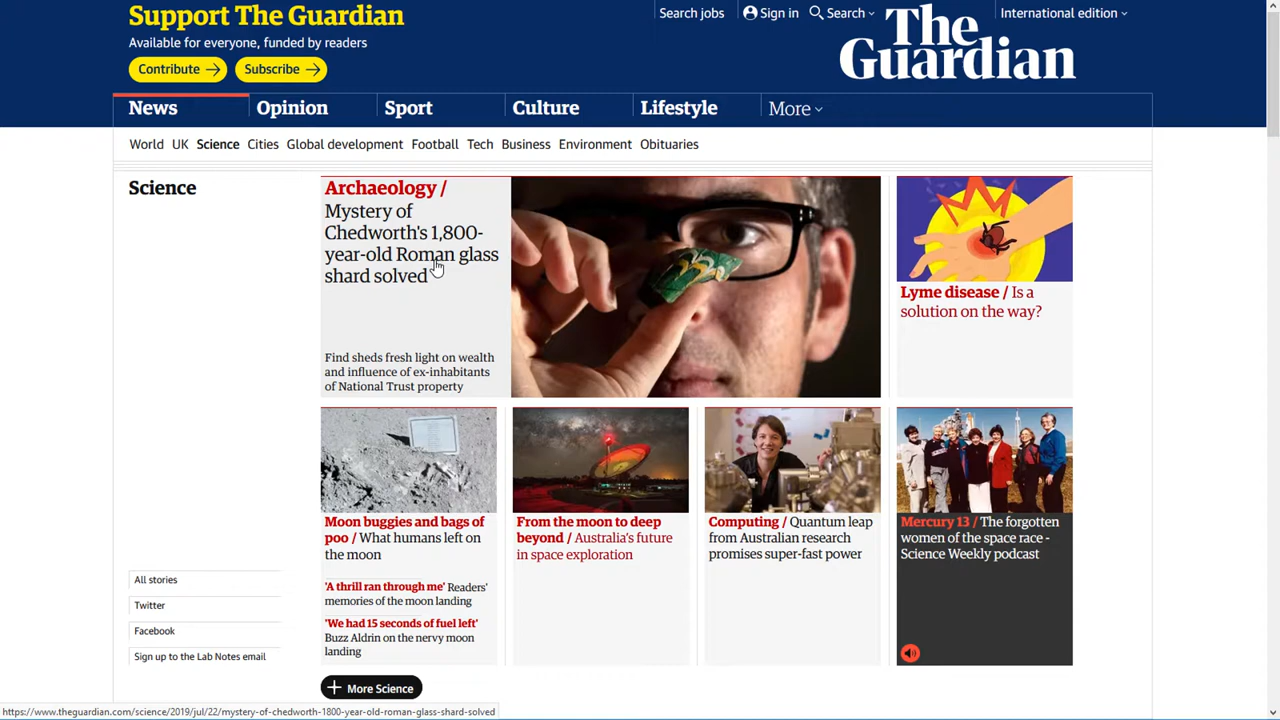 Support The Guardian
Available for everyone, funded by readers
Contribute
Subscribe
Search jobs
Sign in
Search
International edition
The
Guardian
News
Opinion
Sport
Culture
Lifestyle
More
World
UK
Science
Cities
Global development
Football
Tech
Business
Environment
Obituaries
Science
Archaeology /
Mystery of
Chedworth's 1,800-
year-old Roman glass
shard solved
Find sheds fresh light on wealth
and influence of ex-inhabitants
of National Trust property
Lyme disease / Is a
solution on the way?
Moon buggies and bags of
poo / What humans left on
the moon
'A thrill ran through me' Readers'
memories of the moon landing
'We had 15 seconds of fuel left'
Buzz Aldrin on the nervy moon
landing
From the moon to deep
beyond / Australia's future
in space exploration
Computing / Quantum leap
from Australian research
promises super-fast power
Mercury 13 / The forgotten
women of the space race -
Science Weekly podcast
All stories
Twitter
Facebook
Sign up to the Lab Notes email
More Science
https://www.theguardian.com/science/2019/jul/22/mystery-of-chedworth-1800-year-old-roman-glass-shard-solved